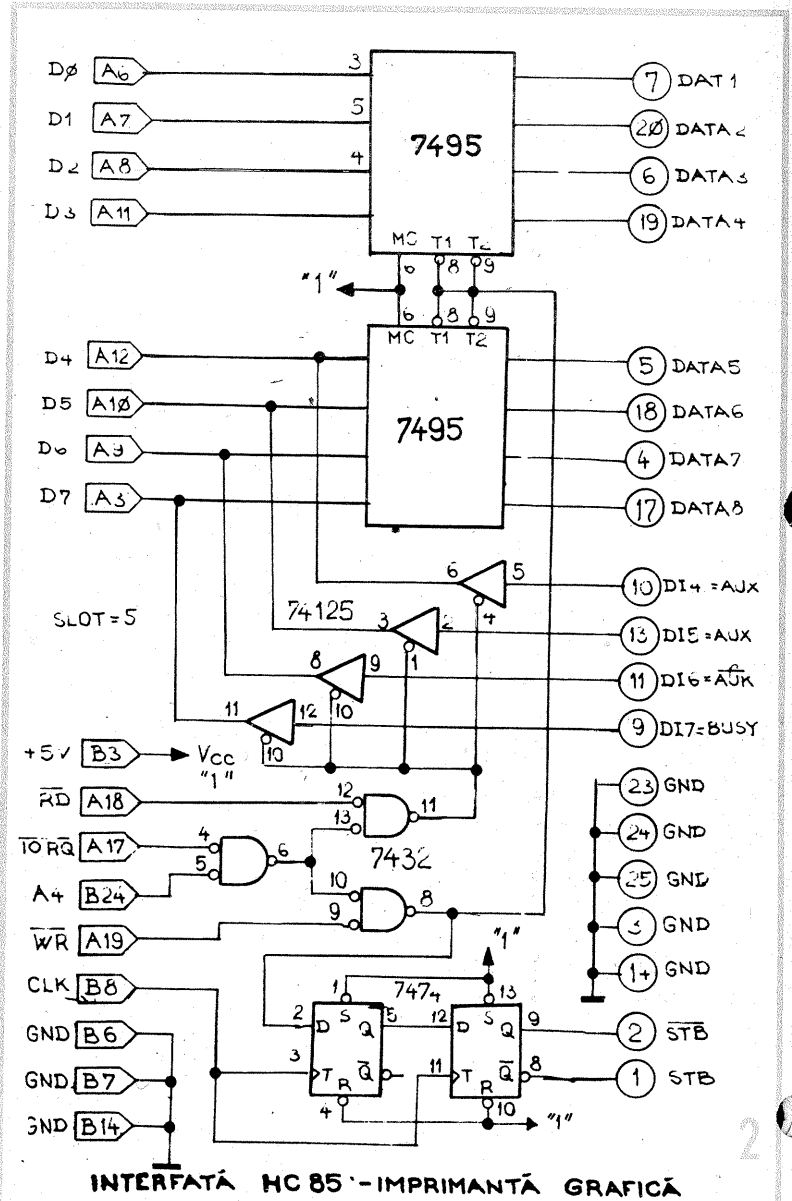 D0 A6 3 7 DAT1
D1 A7 5 20 DATA2
7495
D2 A8 4 6 DATA3
D3 A11 19 DATA4
MC T1 T2
6 8 9
"1"
6 8 9
MC T1 T2
D4 A12 5 DATA5
D5 A10 18 DATA6
7495
D6 A9 4 DATA7
D7 A3 17 DATA8
6 5 10 DI4=AUX
4
SLOT=5 74125
3 2 13 DI5=AUX
1
8 9 11 DI6=
10
11 12 9 DI7=BUSY
10
+5V B3 Vcc
"1"
23 GND
RD A18 12 11
13
IORQ A17 4 6 7432 24 GND
5
A4 B24 10 8 25 GND
9
WR A19 3 GND
"1"
CLK B8 14 GND
1 7474 13
S S
2 D Q 5 12 D Q 9 2 STB
GND B6
3 T Q 11 T Q 8 1 STB
GND B7
R R
4 10 "1"
GND B14
2
INTERFAȚĂ HC 85 - IMPRIMANTĂ GRAFICĂ